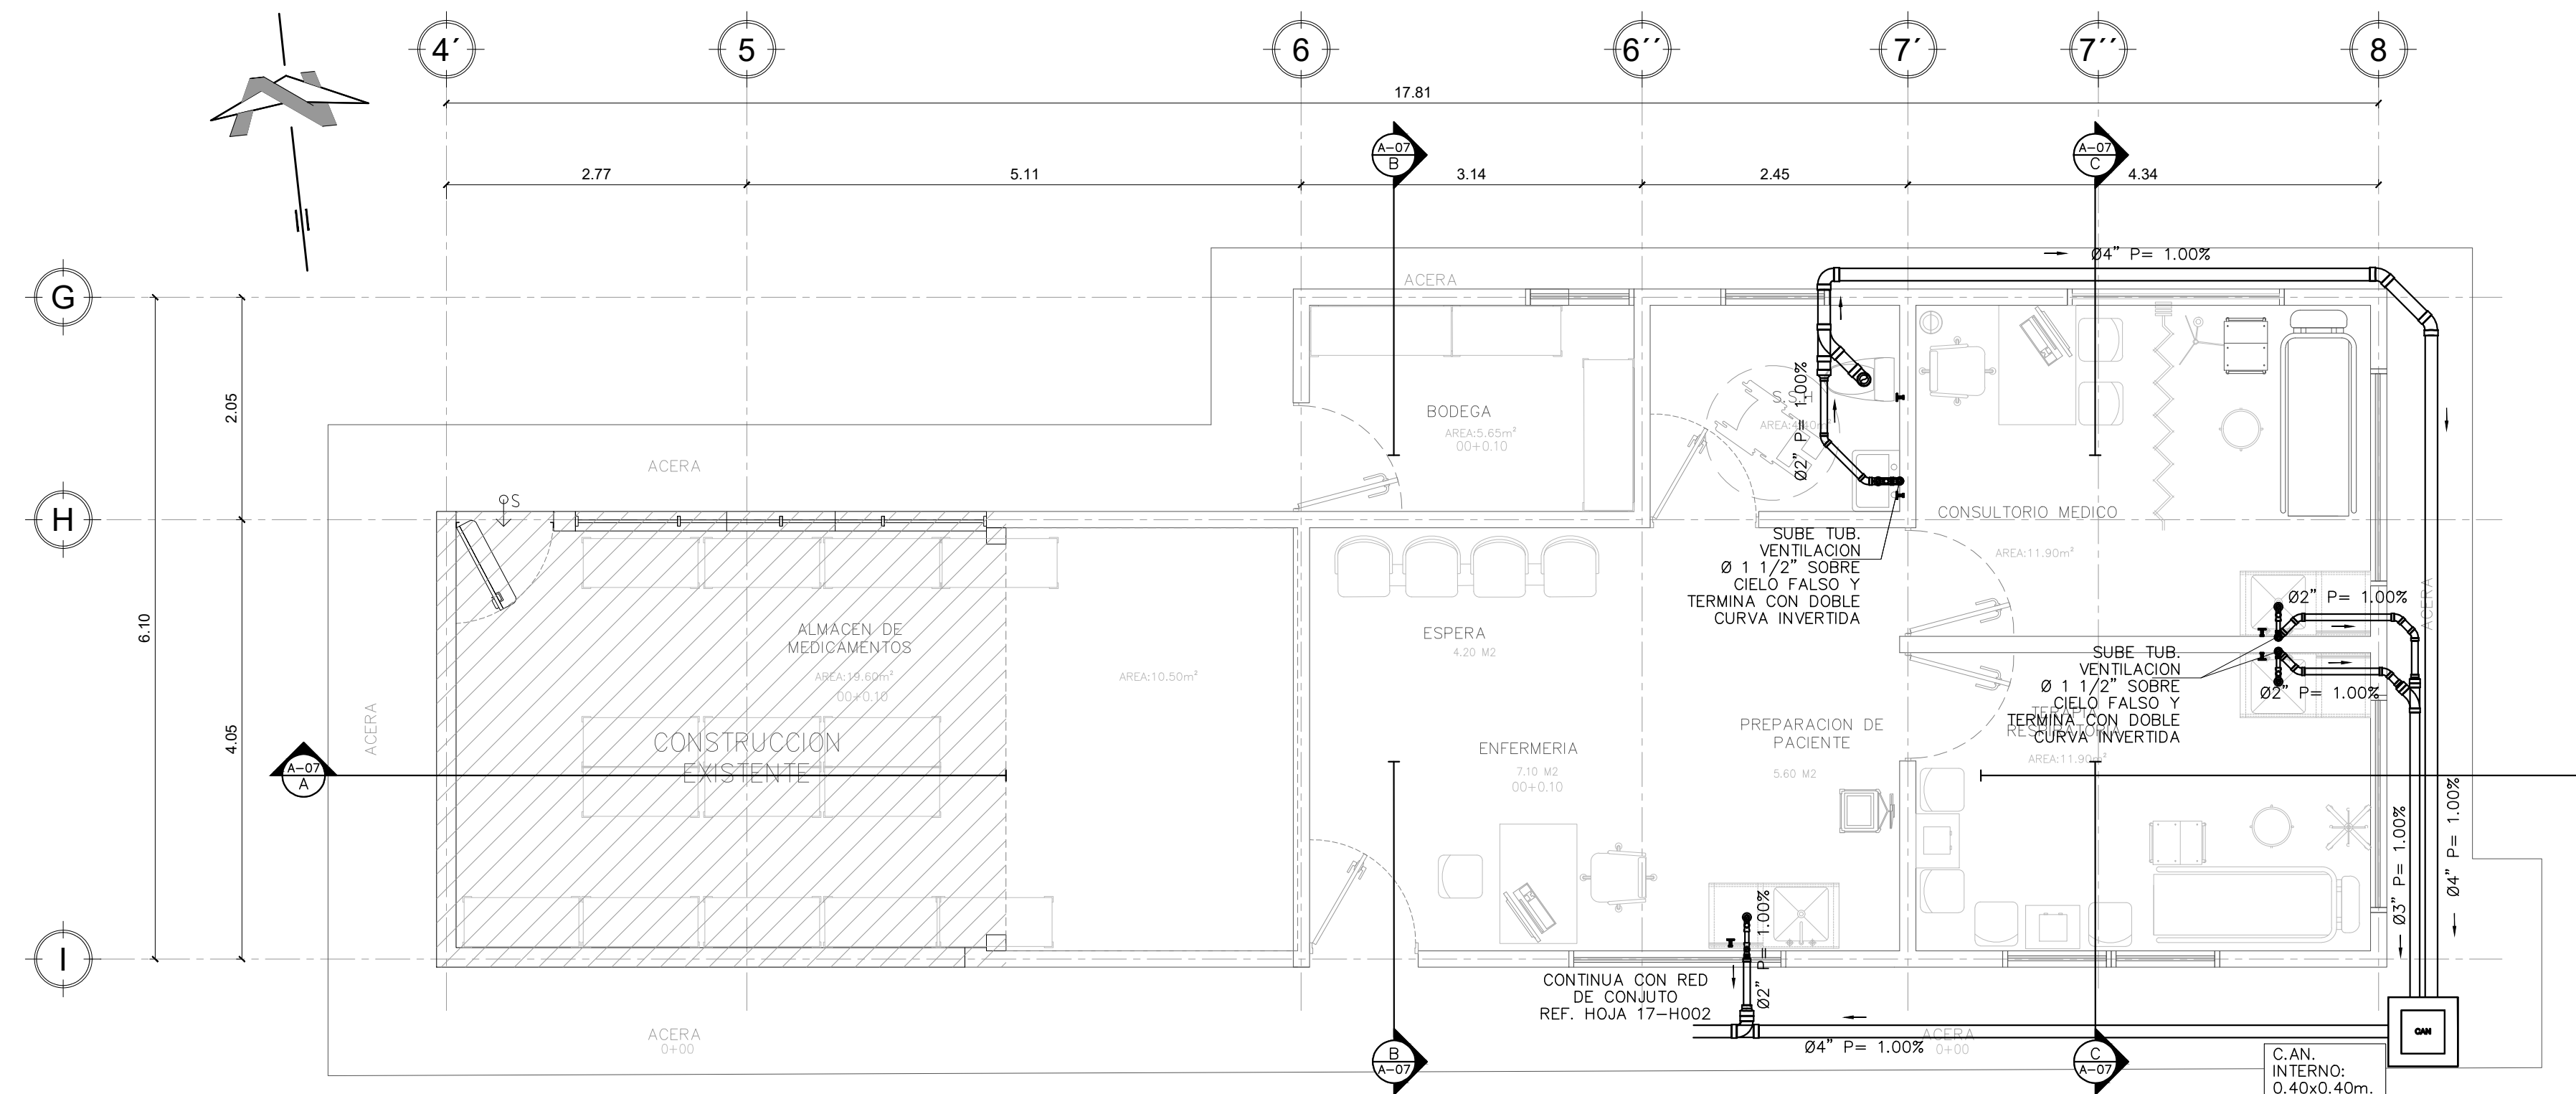 4´
5
6
6´´
7´
7´´
8
17.81
A-07
B
A-07
C
2.77
5.11
3.14
2.45
4.34
Ø4" P= 1.00%
ACERA
G
2.05
Ø2" P= 1.00%
S.S.H
BODEGA
AREA:5.65m²
00+0.10
ACERA
S
H
CONSULTORIO MEDICO
AREA:11.90m²
SUBE TUB.
VENTILACION
Ø 1 1/2" SOBRE
CIELO FALSO Y
TERMINA CON DOBLE
CURVA INVERTIDA
6.10
ACERA
Ø2" P= 1.00%
ALMACEN DE
MEDICAMENTOS
AREA:19.60m²
00+0.10
AREA:10.50m²
ESPERA
4.20 M2
SUBE TUB.
VENTILACION
Ø 1 1/2" SOBRE
CIELO FALSO Y
TERMINA CON DOBLE
CURVA INVERTIDA
Ø2" P= 1.00%
TERAPIA
RESPIRATORIA
AREA:11.90m²
ACERA
4.05
CONSTRUCCION
EXISTENTE
A-07
A
ENFERMERIA
7.10 M2
00+0.10
PREPARACION DE
PACIENTE
5.60 M2
Ø3" P= 1.00%
Ø4" P= 1.00%
Ø2" P= 1.00%
I
CONTINUA CON RED
DE CONJUTO
REF. HOJA 17-H002
ACERA
0+00
Ø4" P= 1.00%
ACERA
0+00
CAN
B
A-07
C
A-07
C.AN.
INTERNO:
0.40x0.40m.